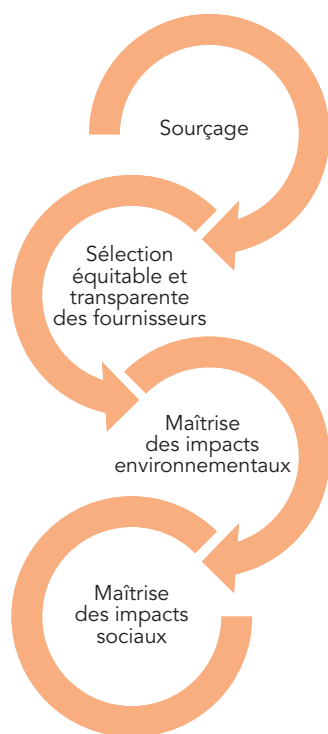 Sourçage
Sélection
équitable et
transparente
des fournisseurs
Maîtrise
des impacts
environnementaux
Maîtrise
des impacts
sociaux